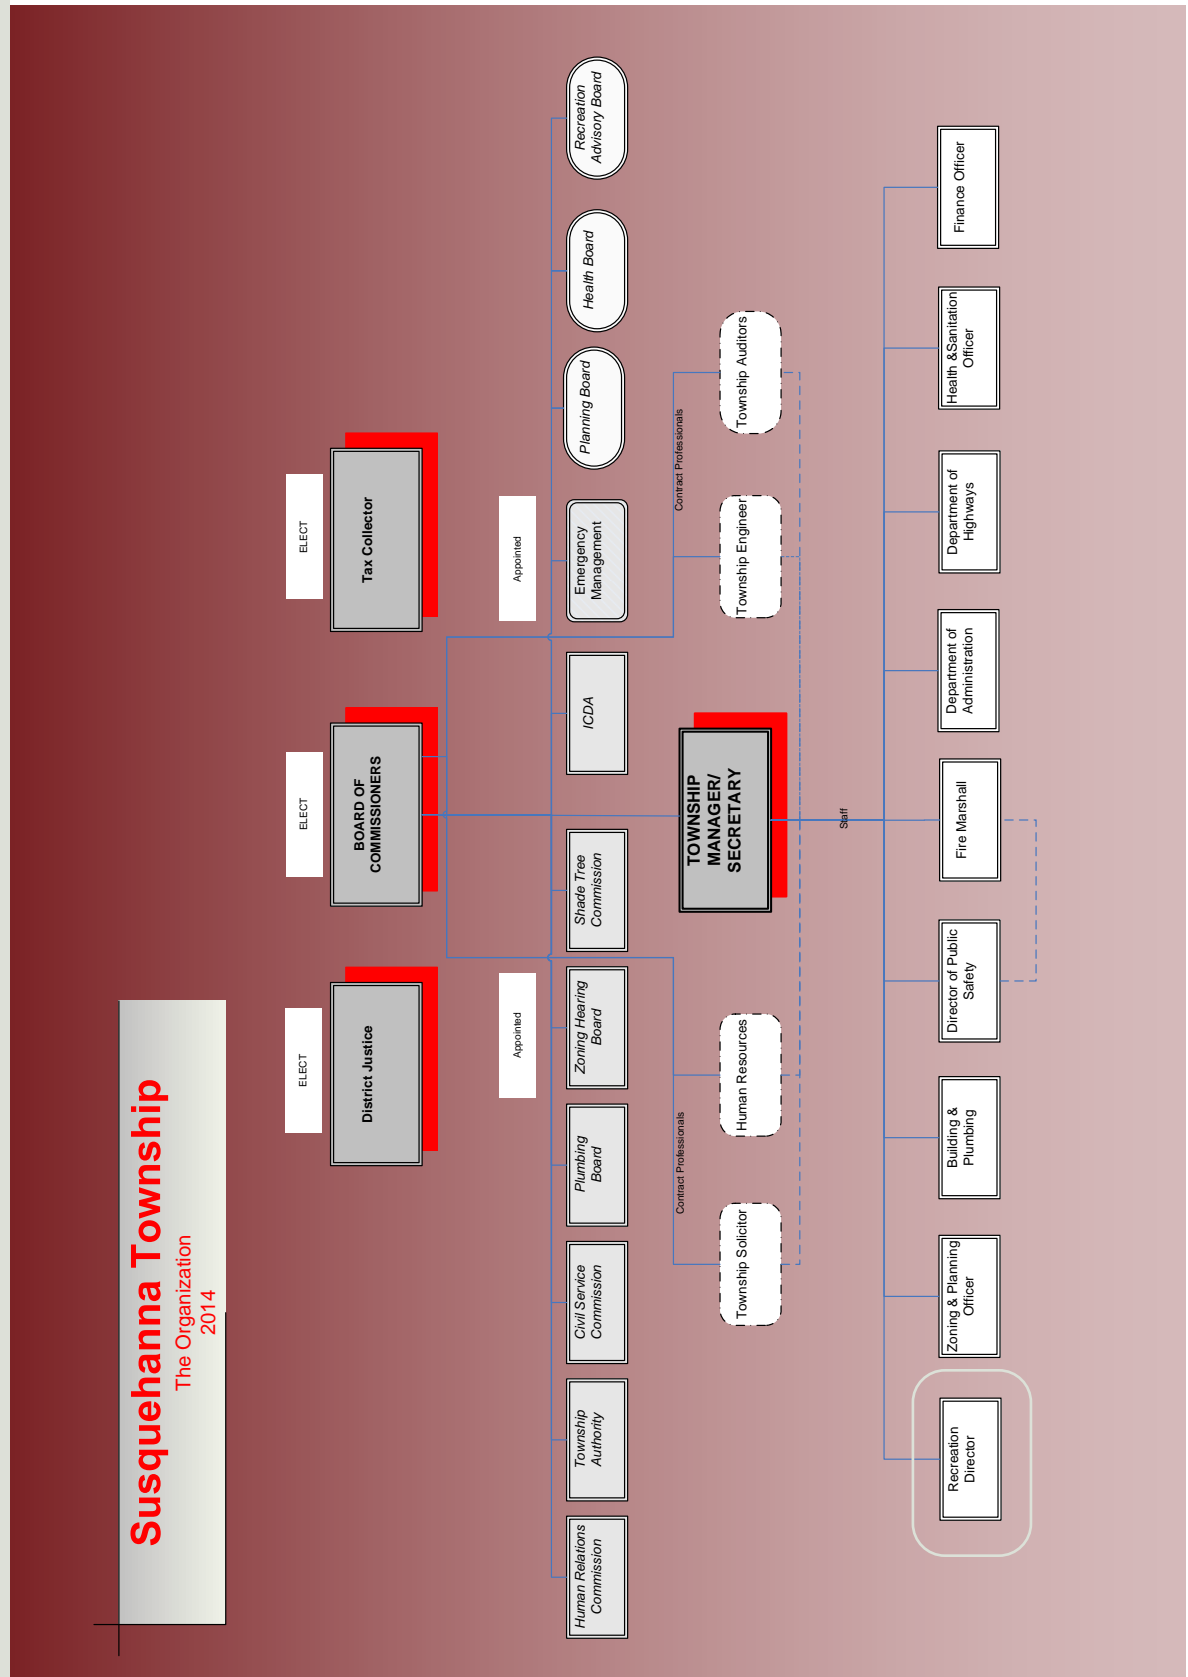 Susquehanna Township
The Organization
2014
ELECT
ELECT
ELECT
District Justice
BOARD OF
COMMISSIONERS
Tax Collector
Appointed
Appointed
Human Relations
Commission
Township
Authority
Civil Service
Commission
Plumbing
Board
Zoning Hearing
Board
Shade Tree
Commission
ICDA
Emergency
Management
Planning Board
Health Board
Recreation
Advisory Board
Contract Professionals
Contract Professionals
Township Solicitor
Human Resources
TOWNSHIP
MANAGER/
SECRETARY
Township Engineer
Township Auditors
Staff
Recreation
Director
Zoning & Planning
Officer
Building &
Plumbing
Director of Public
Safety
Fire Marshall
Department of
Administration
Department of
Highways
Health &Sanitation
Officer
Finance Officer